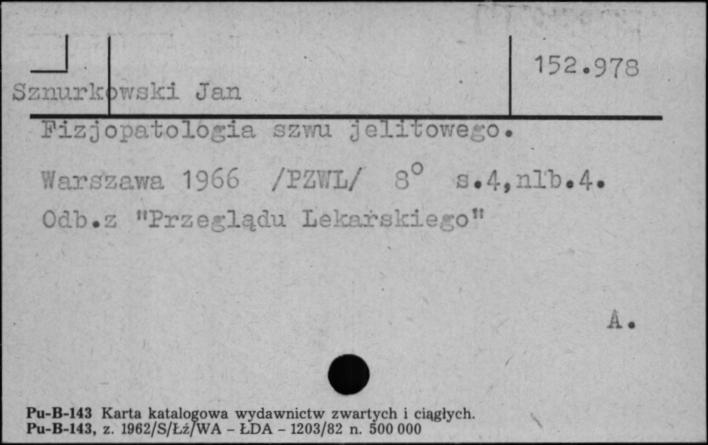 152.978
Sznurkowski Jan
Fizjopatologia szwu jelitowego.
Warszawa 1966 /PZWL/ 8° s.4,nlb.4.
Odb.z "Przeglądu Lekarskiego"
A.
Pu-B-143 Karta katalogowa wydawnictw zwartych i ciągłych.
Pu-B-143, z. 1962/S/Łź/WA - ŁDA - 1203/82 n. 500 000